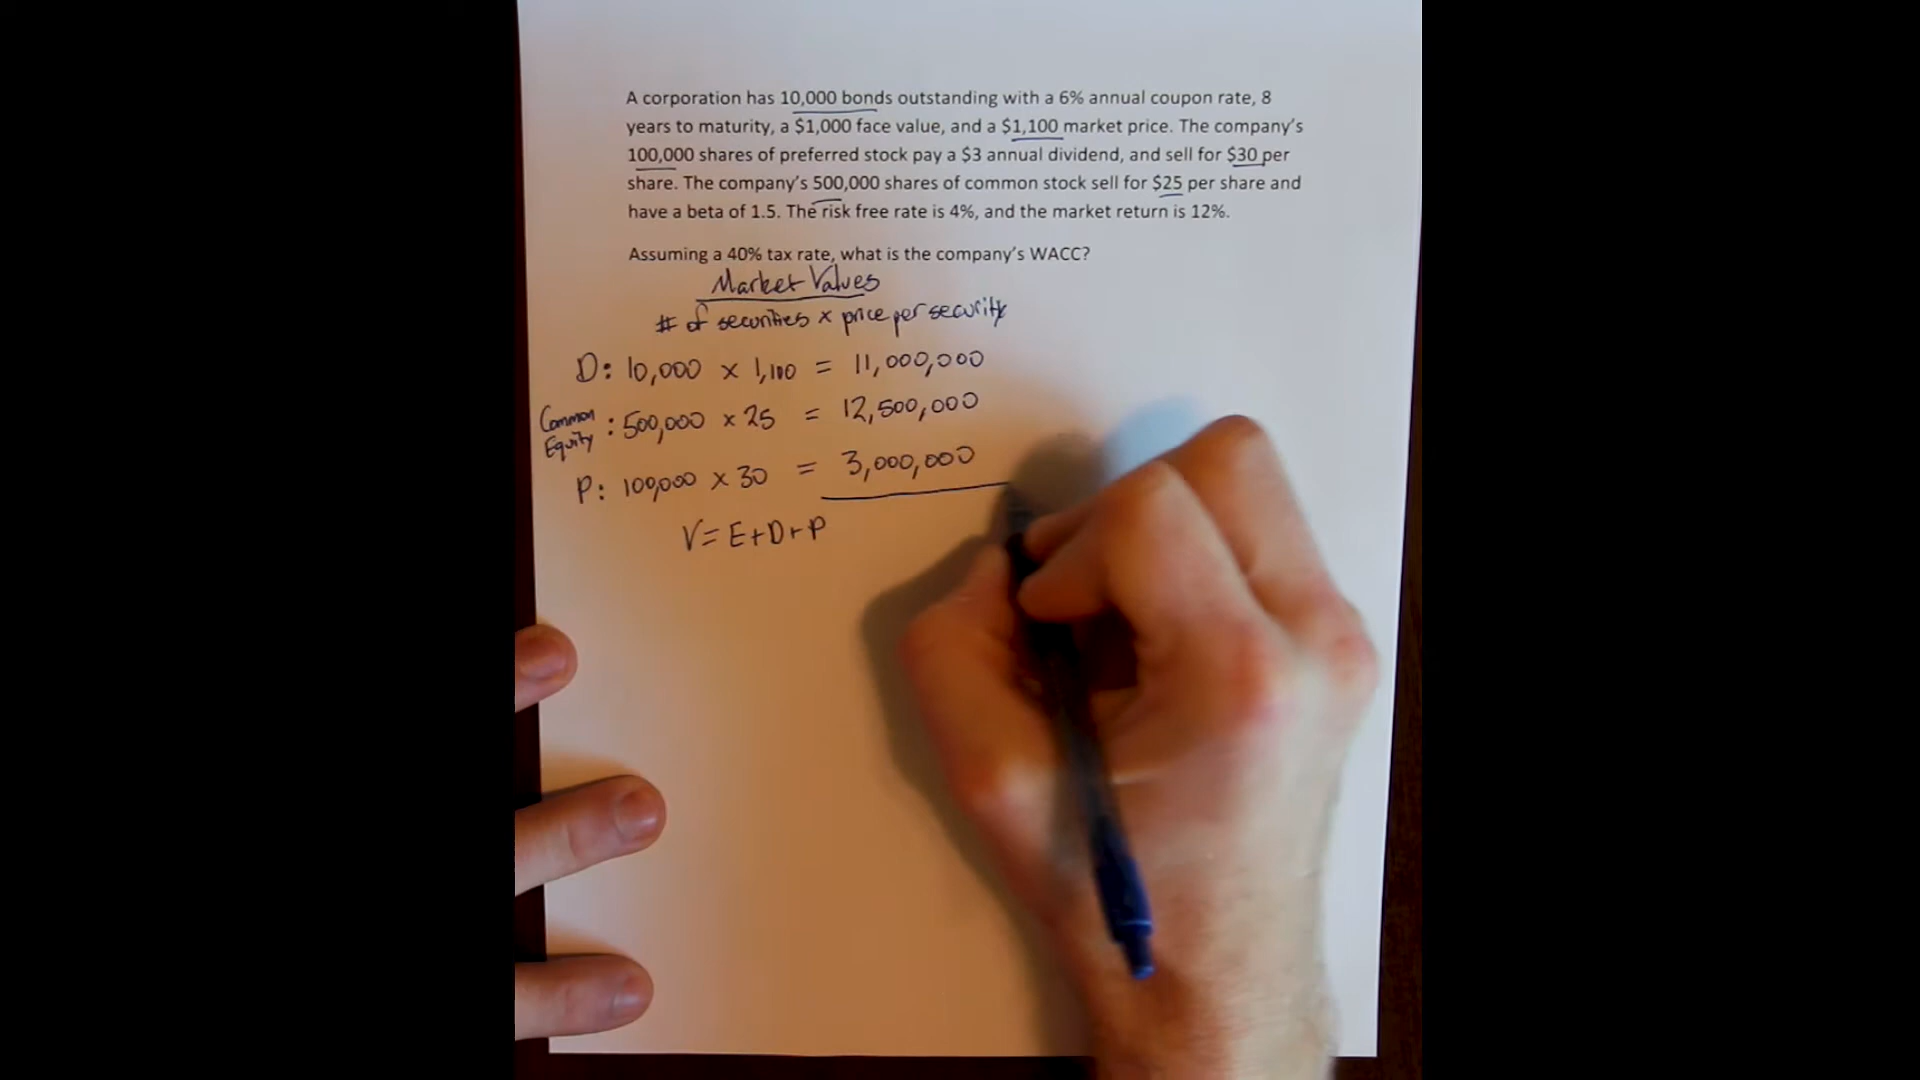 A corporation has 10,000 bonds outstanding with a 6% annual coupon rate, 8
years to maturity, a $1,000 face value, and a $1,100 market price. The company's
100,000 shares of preferred stock pay a $3 annual dividend, and sell for $30 per
share. The company's 500,000 shares of common stock sell for $25 per share and
have a beta of 1.5. The risk free rate is 4%, and the market return is 12%.
Assuming a 40% tax rate, what is the company's WACC?
Market Values
# of securities x price per security
D: 10,000 x 1,100 = 11,000,000
Common
Equity : 500,000 x 25 = 12,500,000
P: 100,000 x 30 = 3,000,000
V = E+D+P